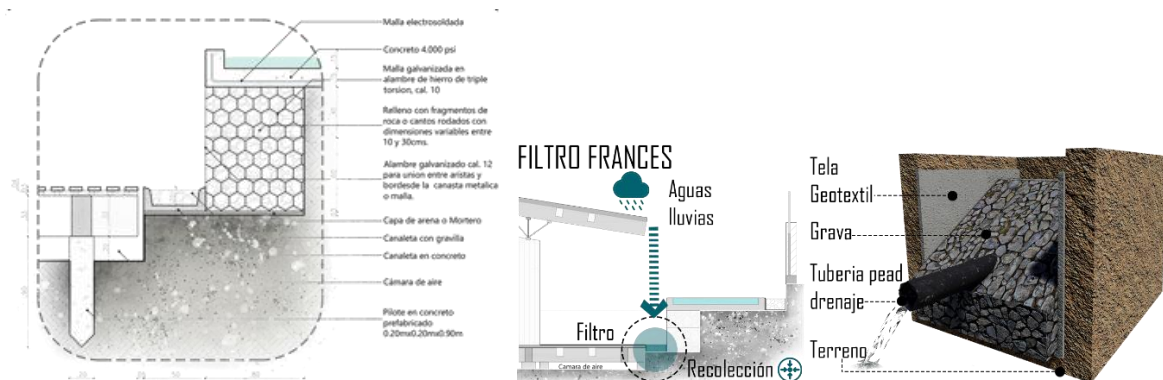 Malla electrosoldada
Concreto 4.000 psi
Malla galvanizada en
alambre de hierro de triple
torsion, cal. 10
Relleno con fragmentos de
roca o cantos rodados con
dimensiones variables entre
10 y 30cms.
Alambre galvanizado cal. 12
para union entre aristas y
bordesde la canasta metalica
o malla.
Capa de arena o Mortero
Canaleta con gravilla
Canaleta en concreto
Cámara de aire
Pilote en concreto
prefabricado
0.20mx0.20mx0.90m
FILTRO FRANCES
Aguas
lluvias
Filtro
Camara de aire
Recolección
Tela
Geotextil
Grava
Tuberia pead
drenaje
Terreno